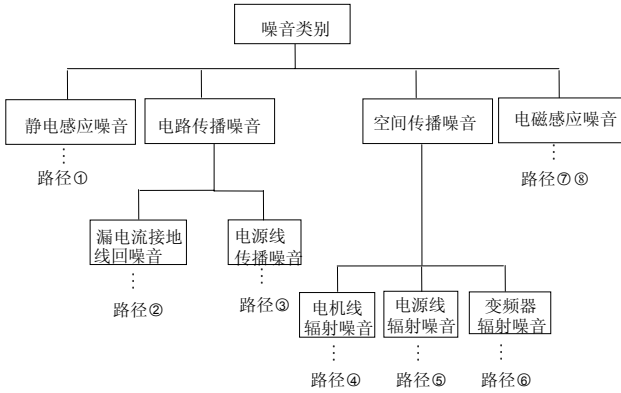 噪音类别
静电感应噪音
电路传播噪音
空间传播噪音
电磁感应噪音
路径①
路径⑦⑧
漏电流接地
线回噪音
电源线
传播噪音
路径②
路径③
电机线
辐射噪音
电源线
辐射噪音
变频器
辐射噪音
路径④
路径⑤
路径⑥